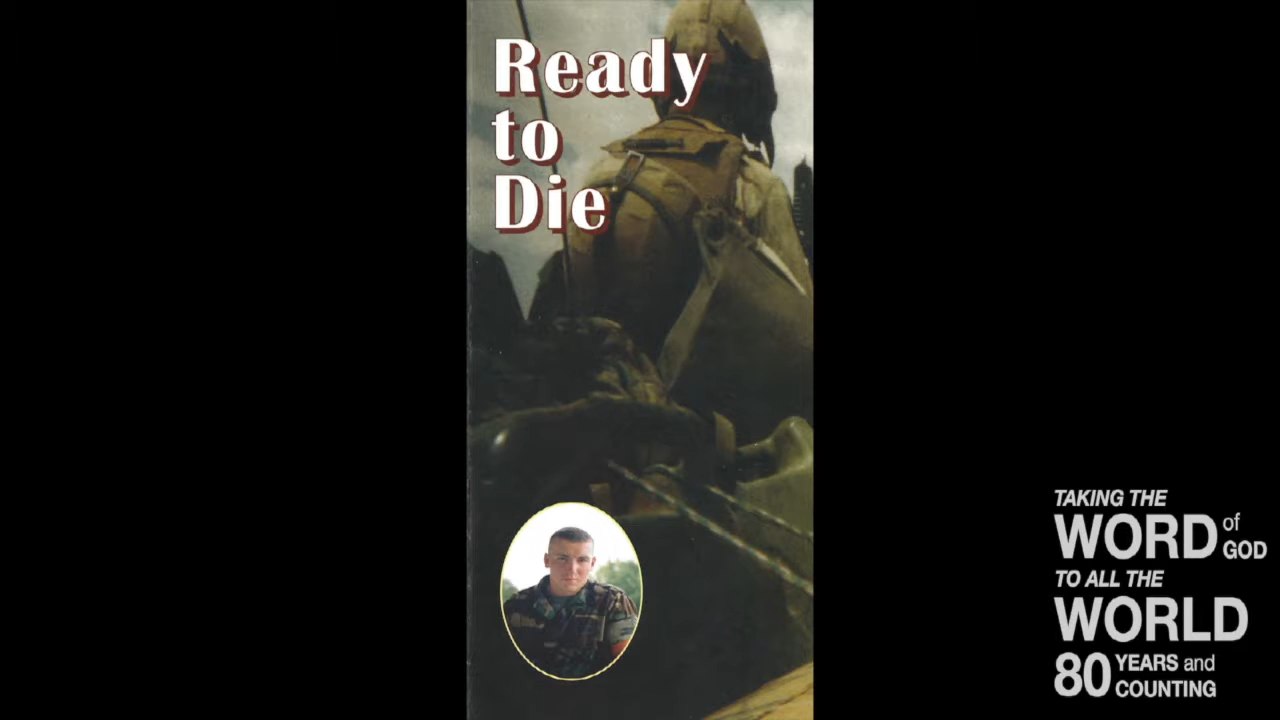 Ready
to
Die
TAKING THE
WORD of GOD
TO ALL THE
WORLD
80 YEARS and
COUNTING